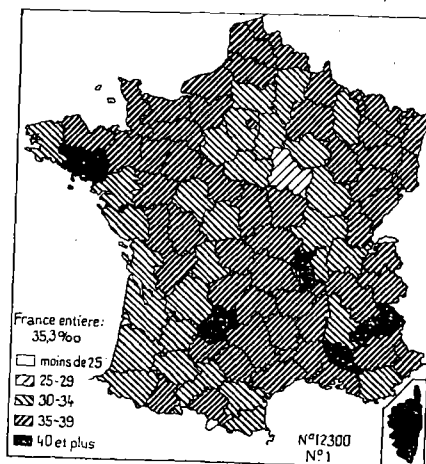 France entière:
35,3‰
moins de 25
25-29
30-34
35-39
40 et plus
N°12300
N°1